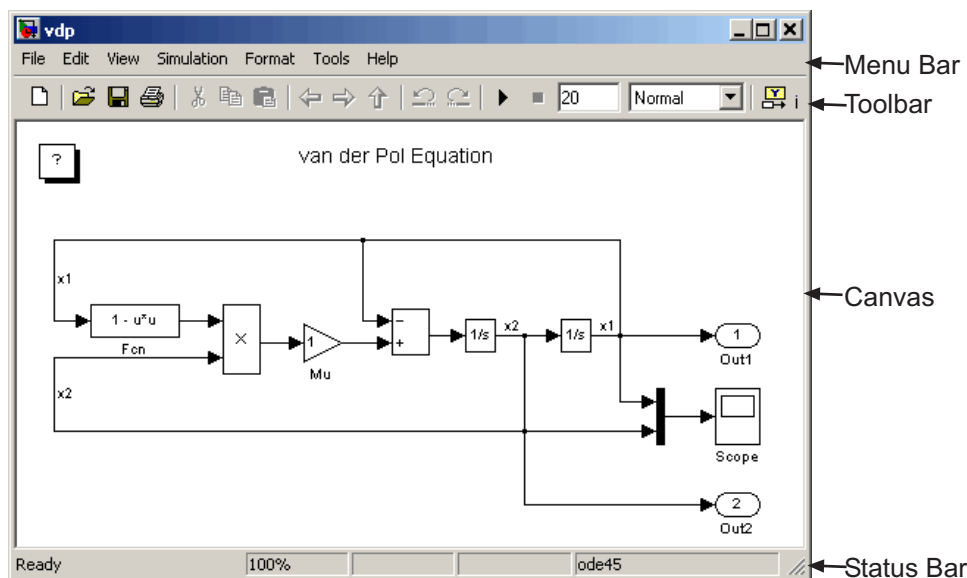 vdp
File Edit View Simulation Format Tools Help
Menu Bar
20 Normal Y i
Toolbar
?
van der Pol Equation
x1
1 - u*u
Fcn
×
1
Mu
−
+
1/s
x2
1/s
x1
1
Out1
Canvas
x2
Scope
2
Out2
Ready 100% ode45
Status Bar